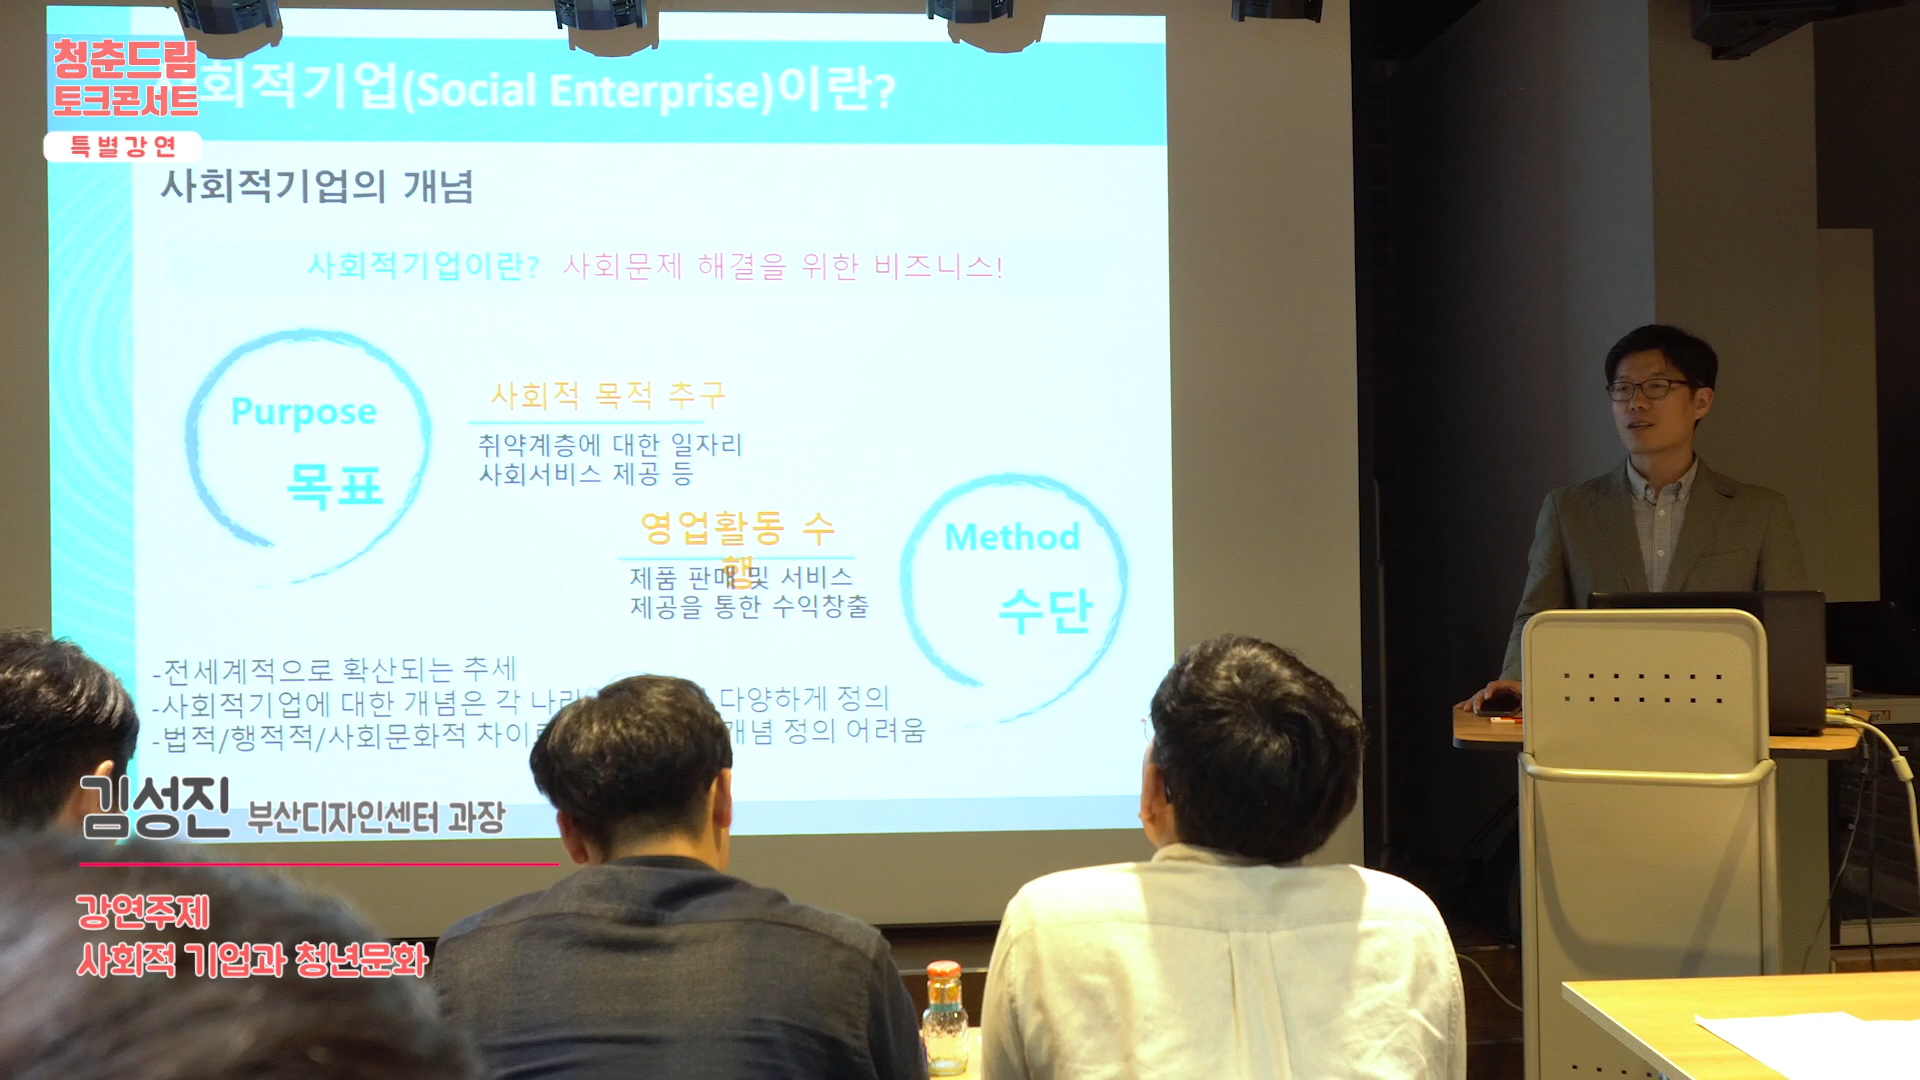 청춘드림
토크콘서트
특별강연
사회적기업(Social Enterprise)이란?
사회적기업의 개념
사회적기업이란? 사회문제 해결을 위한 비즈니스!
Purpose
목표
사회적 목적 추구
취약계층에 대한 일자리
사회서비스 제공 등
영업활동 수
행
제품 판매 및 서비스
제공을 통한 수익창출
Method
수단
-전세계적으로 확산되는 추세
-사회적기업에 대한 개념은 각 나라 다양하게 정의
-법적/행적적/사회문화적 차이 개념 정의 어려움
김성진 부산디자인센터 과장
강연주제
사회적 기업과 청년문화